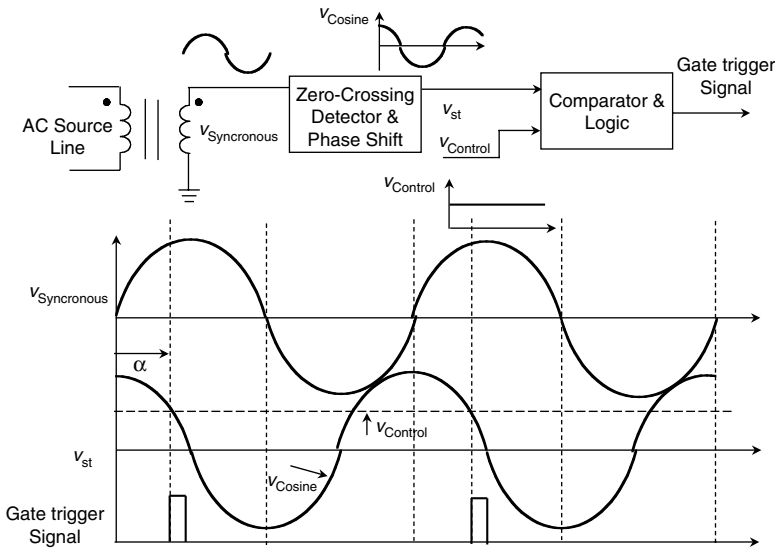 vCosine
Gate trigger
Signal
AC Source
Line
vSyncronous
Zero-Crossing
Detector &
Phase Shift
vst
vControl
Comparator &
Logic
vControl
vSyncronous
α
vControl
vst
vCosine
Gate trigger
Signal